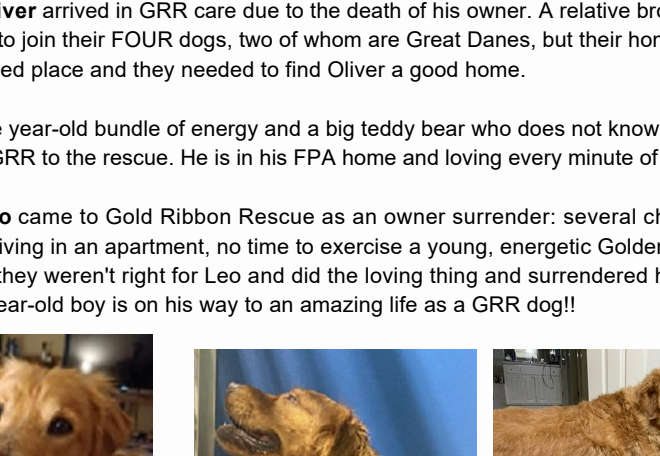 iver arrived in GRR care due to the death of his owner. A relative bro
to join their FOUR dogs, two of whom are Great Danes, but their hor
ed place and they needed to find Oliver a good home.
e year-old bundle of energy and a big teddy bear who does not know
GRR to the rescue. He is in his FPA home and loving every minute of
o came to Gold Ribbon Rescue as an owner surrender: several ch
iving in an apartment, no time to exercise a young, energetic Golden
they weren't right for Leo and did the loving thing and surrendered h
ear-old boy is on his way to an amazing life as a GRR dog!!